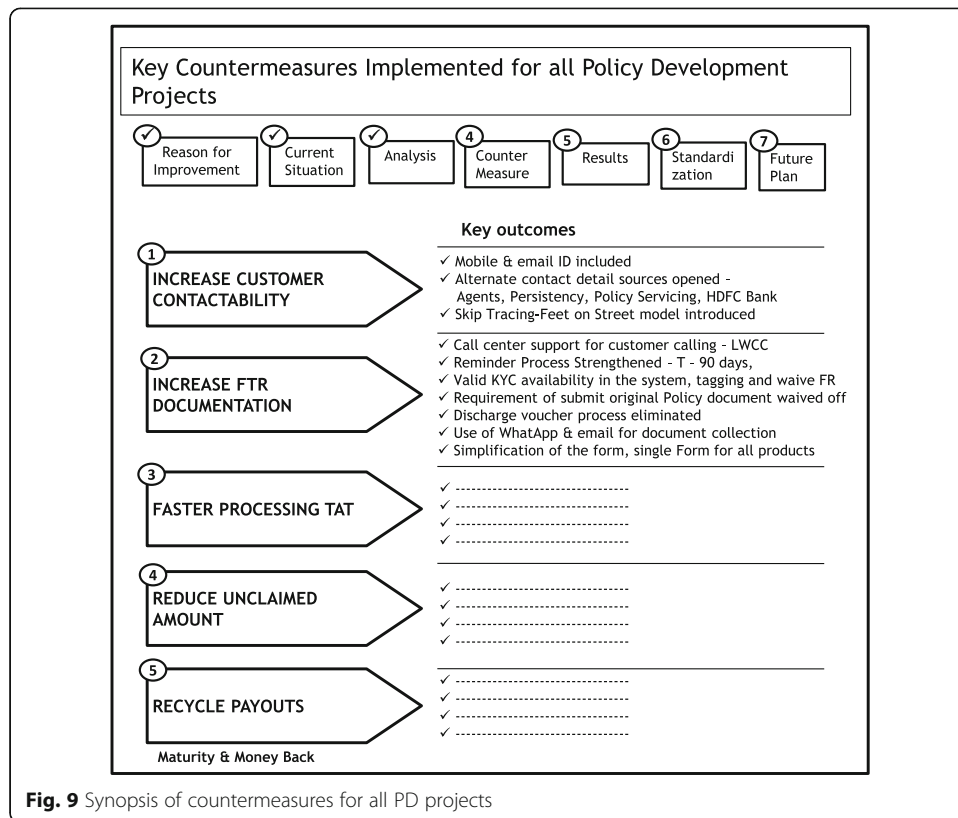 Key Countermeasures Implemented for all Policy Development
Projects
✓ ✓ ✓ 4 5 6 7
Reason for
Improvement
Current
Situation
Analysis
Counter
Measure
Results
Standardi
zation
Future
Plan
Key outcomes
1
INCREASE CUSTOMER
CONTACTABILITY
✓ Mobile & email ID included
✓ Alternate contact detail sources opened –
Agents, Persistency, Policy Servicing, HDFC Bank
✓ Skip Tracing-Feet on Street model introduced
2
INCREASE FTR
DOCUMENTATION
✓ Call center support for customer calling – LWCC
✓ Reminder Process Strengthened – T – 90 days,
✓ Valid KYC availability in the system, tagging and waive FR
✓ Requirement of submit original Policy document waived off
✓ Discharge voucher process eliminated
✓ Use of WhatApp & email for document collection
✓ Simplification of the form, single Form for all products
3
FASTER PROCESSING TAT
✓ -------------------------------
✓ -------------------------------
✓ -------------------------------
✓ -------------------------------
4
REDUCE UNCLAIMED
AMOUNT
✓ -------------------------------
✓ -------------------------------
✓ -------------------------------
✓ -------------------------------
5
RECYCLE PAYOUTS
✓ -------------------------------
✓ -------------------------------
✓ -------------------------------
✓ -------------------------------
Maturity & Money Back
Fig. 9 Synopsis of countermeasures for all PD projects